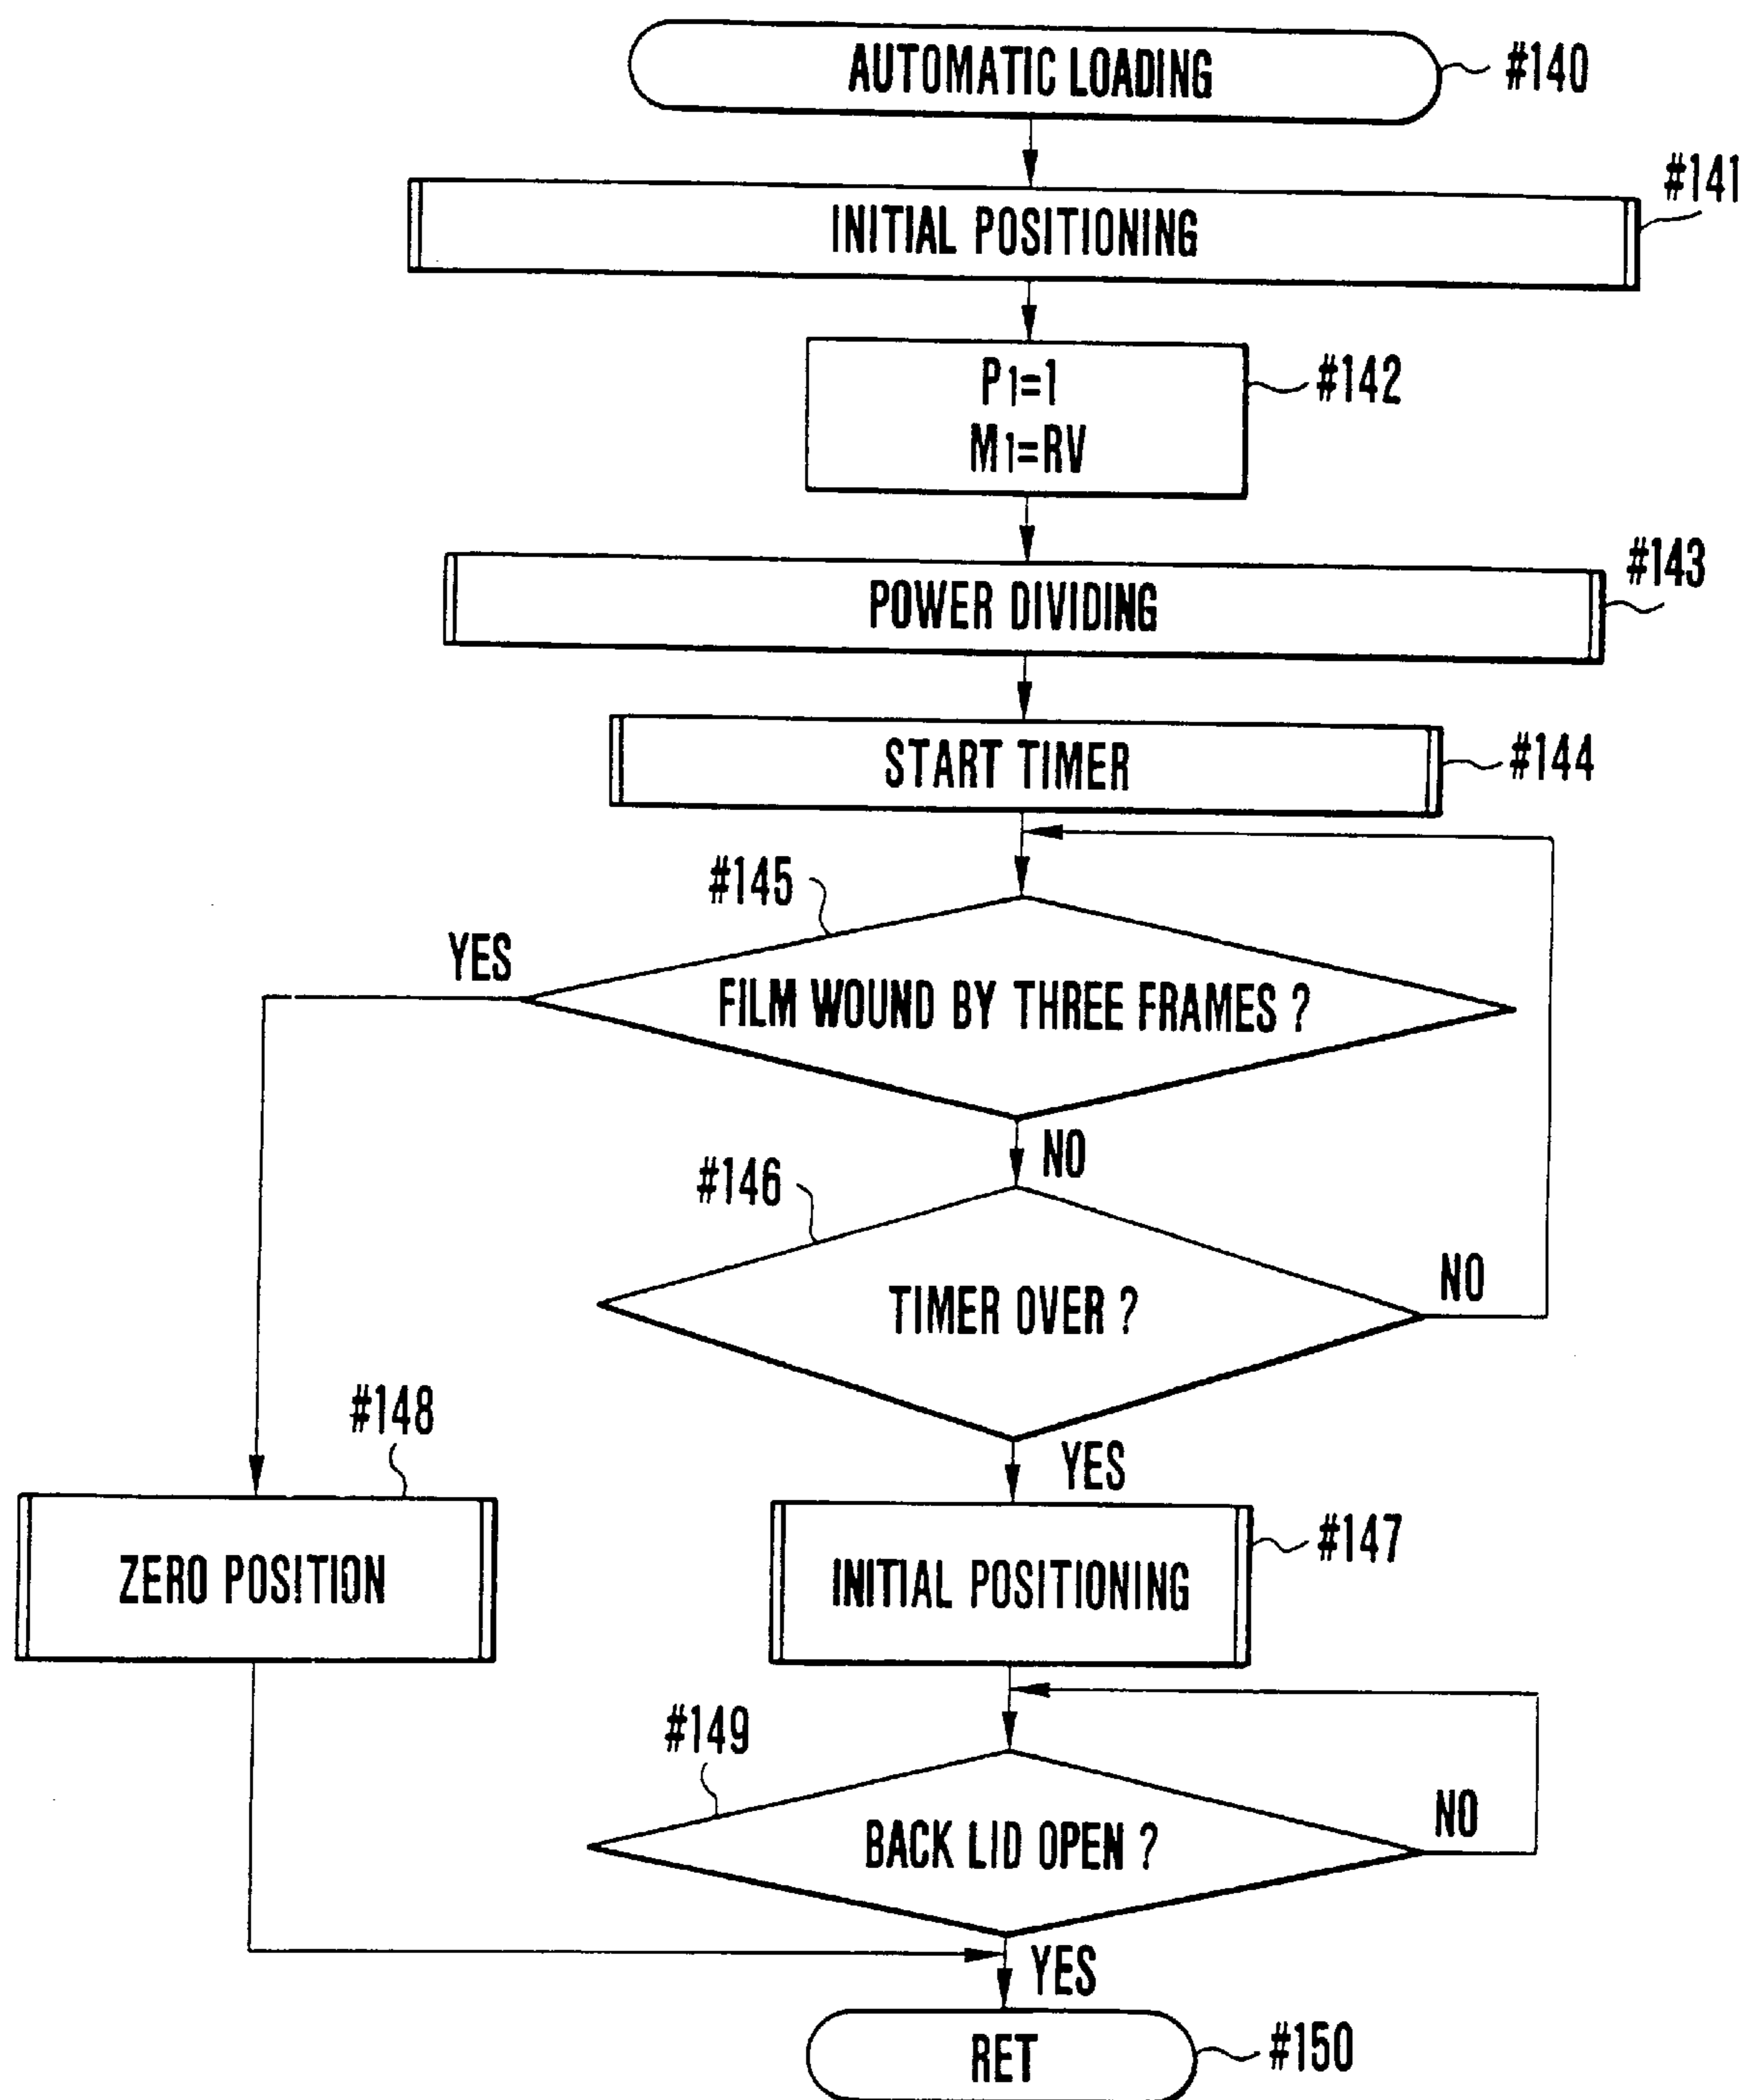 AUTOMATIC LOADING
#140
#141
INITIAL POSITIONING
P1=1
M1=RV
#142
#143
POWER DIVIDING
START TIMER
#144
#145
YES
FILM WOUND BY THREE FRAMES ?
NO
#146
NO
TIMER OVER ?
#148
YES
#147
ZERO POSITION
INITIAL POSITIONING
#149
NO
BACK LID OPEN ?
YES
RET
#150